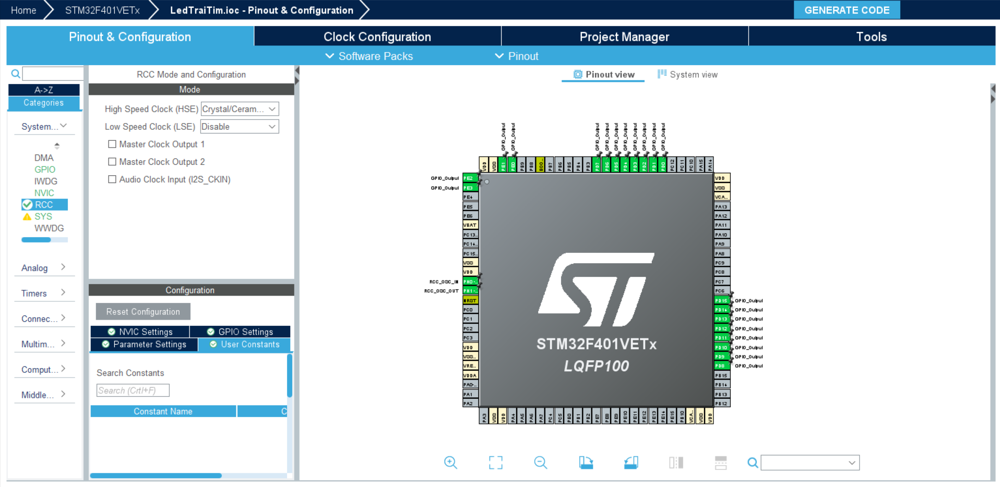 Home
STM32F401VETx
LedTraiTim.ioc - Pinout & Configuration
GENERATE CODE
Pinout & Configuration
Clock Configuration
Project Manager
Tools
Software Packs
Pinout
RCC Mode and Configuration
Pinout view
System view
A->Z
Categories
Mode
High Speed Clock (HSE)
Crystal/Ceram...
Low Speed Clock (LSE)
Disable
Master Clock Output 1
Master Clock Output 2
Audio Clock Input (I2S_CKIN)
System...
DMA
GPIO
IWDG
NVIC
RCC
SYS
WWDG
Analog
Timers
Connec...
Multim...
Comput...
Middle...
Configuration
Reset Configuration
NVIC Settings
GPIO Settings
Parameter Settings
User Constants
Search Constants
Search (Crtl+F)
Constant Name
C
GPIO_Output
GPIO_Output
GPIO_Output
GPIO_Output
GPIO_Output
GPIO_Output
GPIO_Output
GPIO_Output
GPIO_Output
GPIO_Output
VDD
VSS
PE1
PE0
PB9
PB8
BOO..
PB7
PB6
PB5
PB4
PB3
PD7
PD6
PD5
PD4
PD3
PD2
PD1
PD0
PC12
PC11
PC10
PA15
PA14
GPIO_Output
PE2
GPIO_Output
PE3
PE4
PE5
PE6
VBAT
PC13..
PC14..
PC15..
VSS
VDD
RCC_OSC_IN
PH0-..
RCC_OSC_OUT
PH1-..
NRST
PC0
PC1
PC2
PC3
VDD
VSS..
VRE..
VDDA
PA0-..
PA1
PA2
STM32F401VETx
LQFP100
VDD
VSS
VCA..
PA13
PA12
PA11
PA10
PA9
PA8
PC9
PC8
PC7
PC6
PD15
GPIO_Output
PD14
GPIO_Output
PD13
GPIO_Output
PD12
GPIO_Output
PD11
GPIO_Output
PD10
GPIO_Output
PD9
GPIO_Output
PD8
GPIO_Output
PB15
PB14
PB13
PB12
PA3
VSS
VDD
PA4
PA5
PA6
PA7
PC4
PC5
PB0
PB1
PB2
PE7
PE8
PE9
PE10
PE11
PE12
PE13
PE14
PE15
PB10
VCA..
VSS
VDD